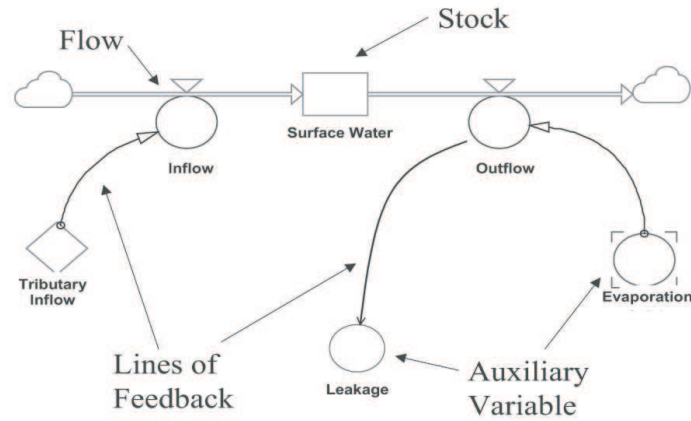 Flow
Stock
Surface Water
Inflow
Outflow
Tributary
Inflow
Evaporation
Lines of
Feedback
Leakage
Auxiliary
Variable